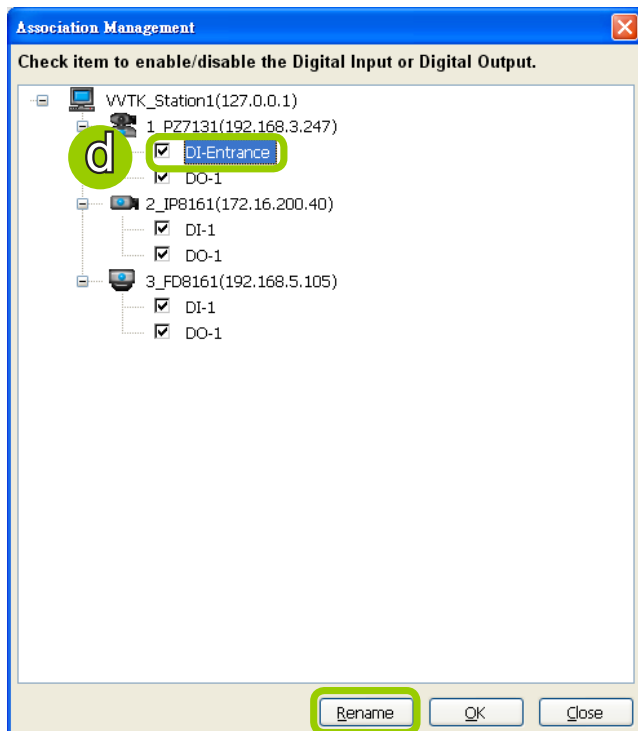 Association Management
Check item to enable/disable the Digital Input or Digital Output.
VVTK_Station1(127.0.0.1)
1_PZ7131(192.168.3.247)
d
DI-Entrance
DO-1
2_IP8161(172.16.200.40)
DI-1
DO-1
3_FD8161(192.168.5.105)
DI-1
DO-1
Rename OK Close